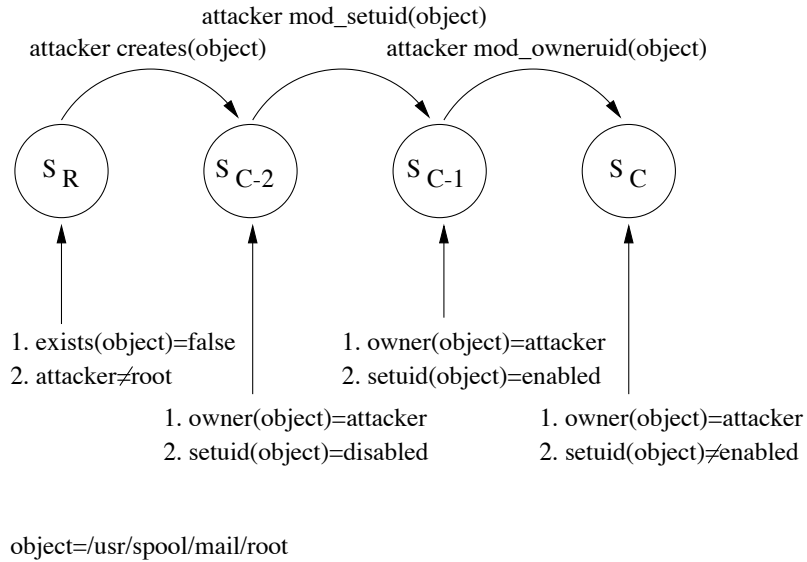 attacker mod_setuid(object)
attacker creates(object)
attacker mod_owneruid(object)
S R
S C-2
S C-1
S C
1. exists(object)=false
2. attacker≠root
1. owner(object)=attacker
2. setuid(object)=enabled
1. owner(object)=attacker
2. setuid(object)=disabled
1. owner(object)=attacker
2. setuid(object)≠enabled
object=/usr/spool/mail/root